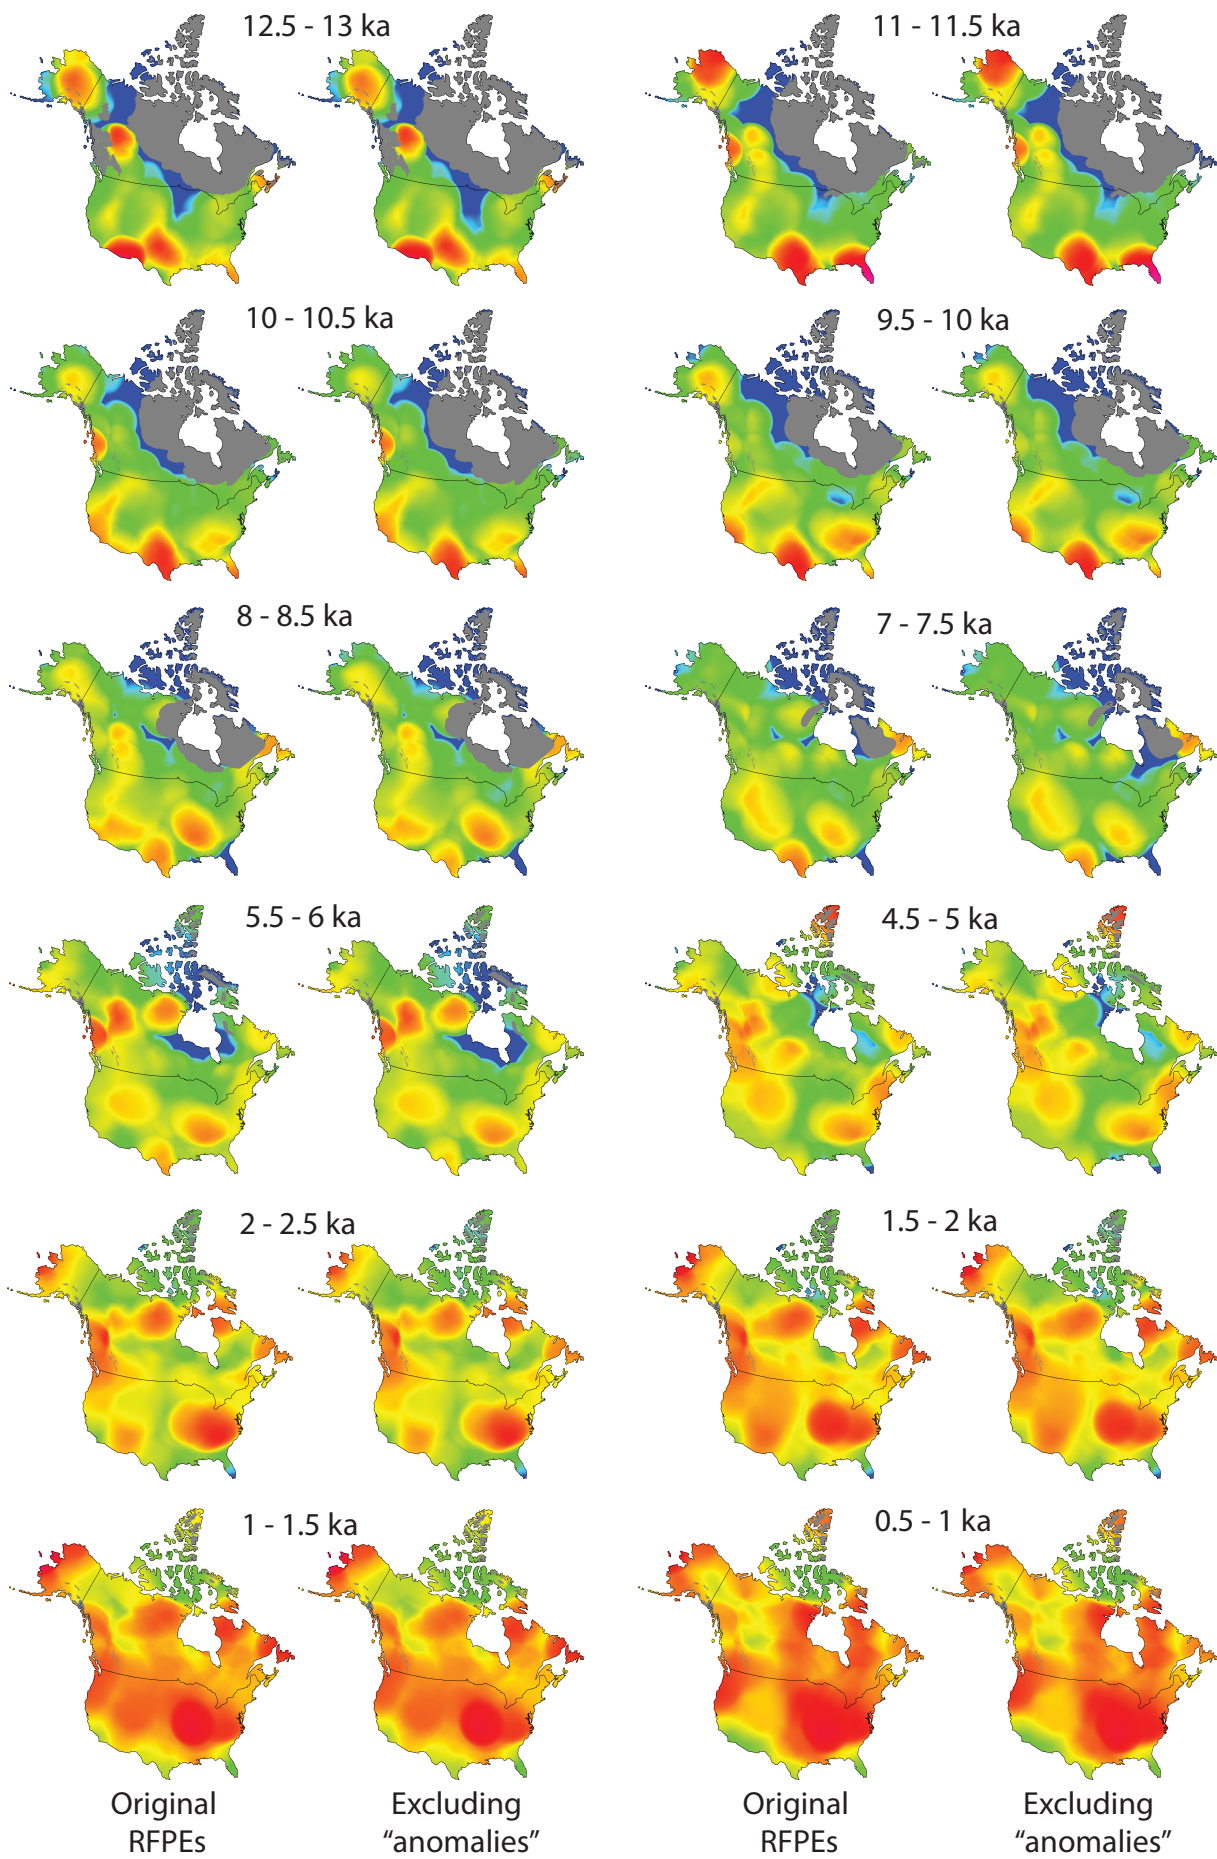 12.5 - 13 ka
11 - 11.5 ka
10 - 10.5 ka
9.5 - 10 ka
8 - 8.5 ka
7 - 7.5 ka
5.5 - 6 ka
4.5 - 5 ka
2 - 2.5 ka
1.5 - 2 ka
1 - 1.5 ka
0.5 - 1 ka
Original
RFPEs
Excluding
“anomalies”
Original
RFPEs
Excluding
“anomalies”